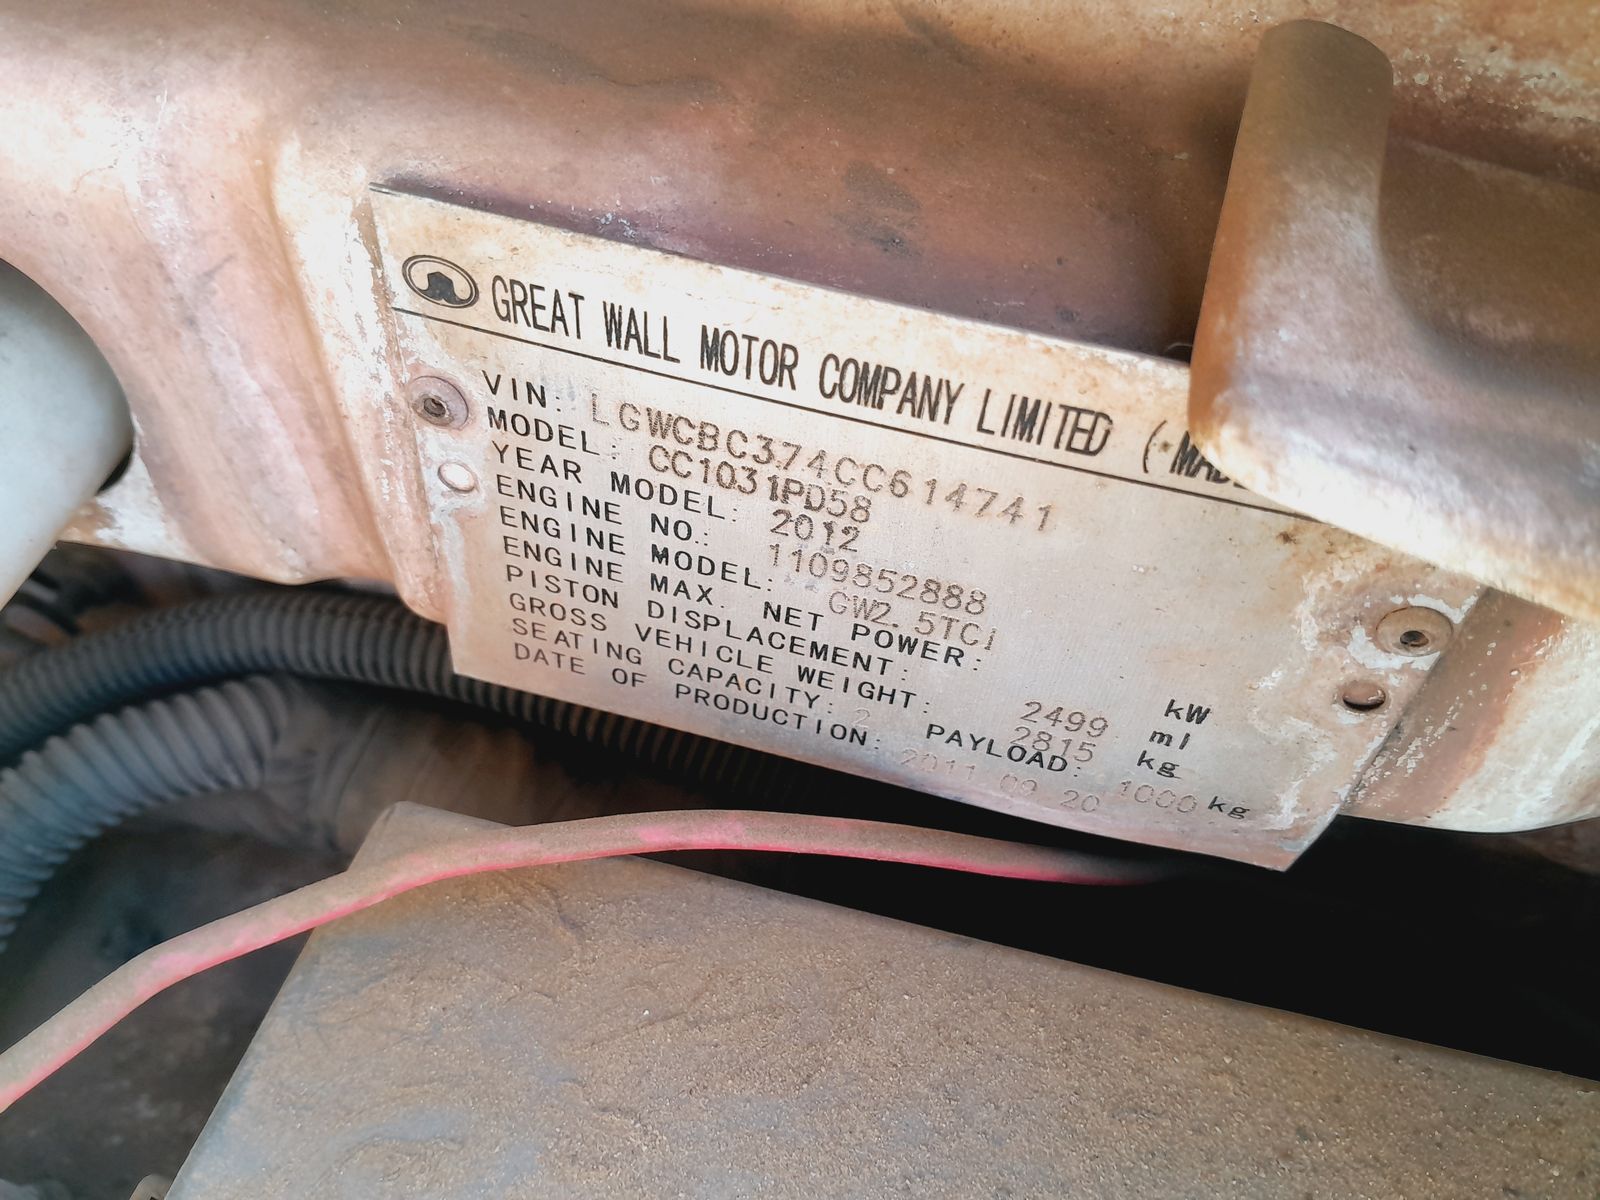 GREAT WALL MOTOR COMPANY LIMITED (MADE
VIN: LGWCBC374CC614741
MODEL: CC1031PD58
YEAR MODEL: 2012
ENGINE NO.: 1109852888
ENGINE MODEL: GW2.5TCI
ENGINE MAX. NET POWER: kW
PISTON DISPLACEMENT: 2499 ml
GROSS VEHICLE WEIGHT: 2815 kg
SEATING CAPACITY: 2 PAYLOAD: 1000 kg
DATE OF PRODUCTION: 2011 09 20